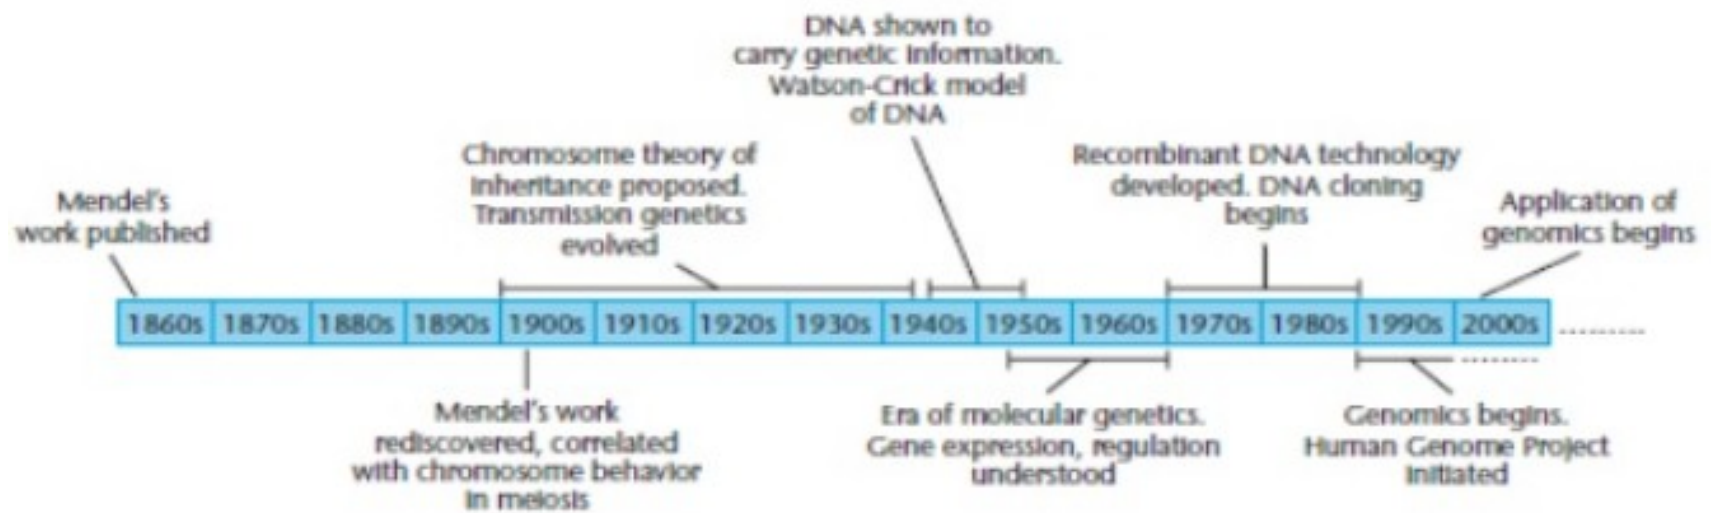 DNA shown to
carry genetic information.
Watson-Crick model
of DNA
Chromosome theory of
inheritance proposed.
Transmission genetics
evolved
Recombinant DNA technology
developed. DNA cloning
begins
Mendel's
work published
Application of
genomics begins
1860s 1870s 1880s 1890s 1900s 1910s 1920s 1930s 1940s 1950s 1960s 1970s 1980s 1990s 2000s
Mendel's work
rediscovered, correlated
with chromosome behavior
in meiosis
Era of molecular genetics.
Gene expression, regulation
understood
Genomics begins.
Human Genome Project
initiated